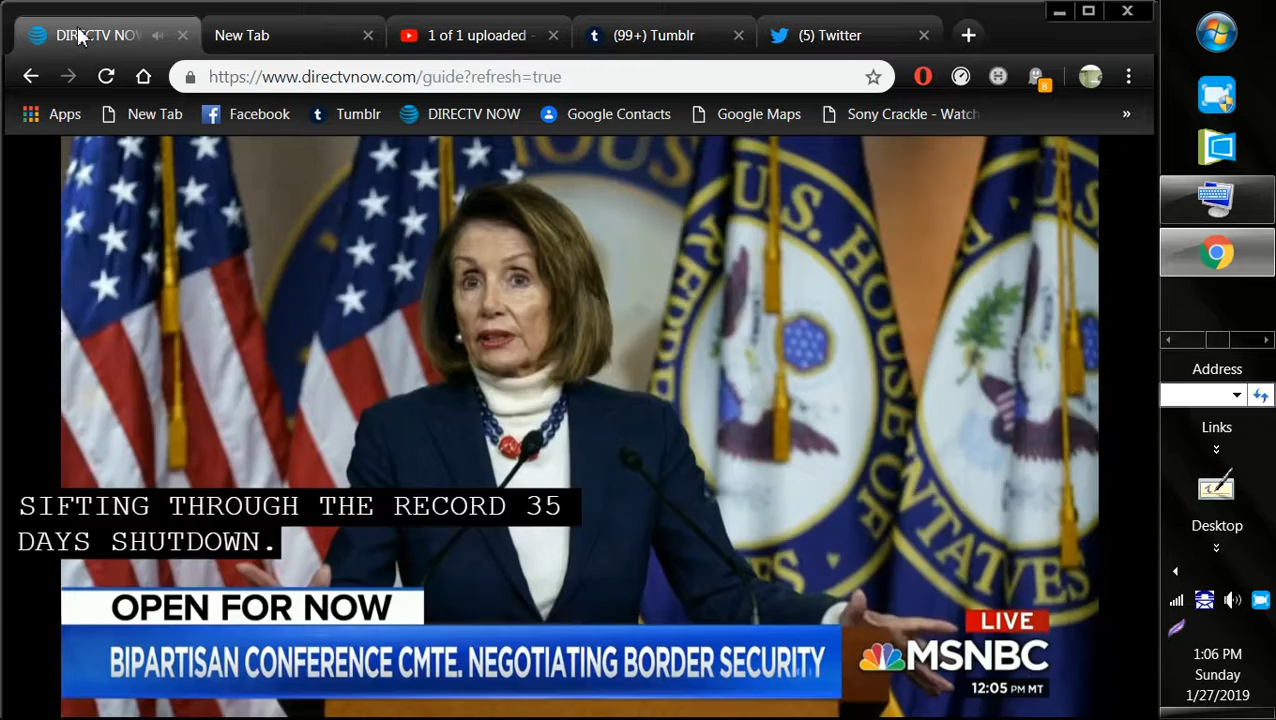 DIRECTV NOW
New Tab
1 of 1 uploaded -
(99+) Tumblr
(5) Twitter
https://www.directvnow.com/guide?refresh=true
8
Apps
New Tab
Facebook
Tumblr
DIRECTV NOW
Google Contacts
Google Maps
Sony Crackle - Watch
»
U.S. HOUSE OF
SIFTING THROUGH THE RECORD 35
DAYS SHUTDOWN.
OPEN FOR NOW
BIPARTISAN CONFERENCE CMTE. NEGOTIATING BORDER SECURITY
LIVE
MSNBC
12:05 PM MT
Address
Links
Desktop
1:06 PM
Sunday
1/27/2019